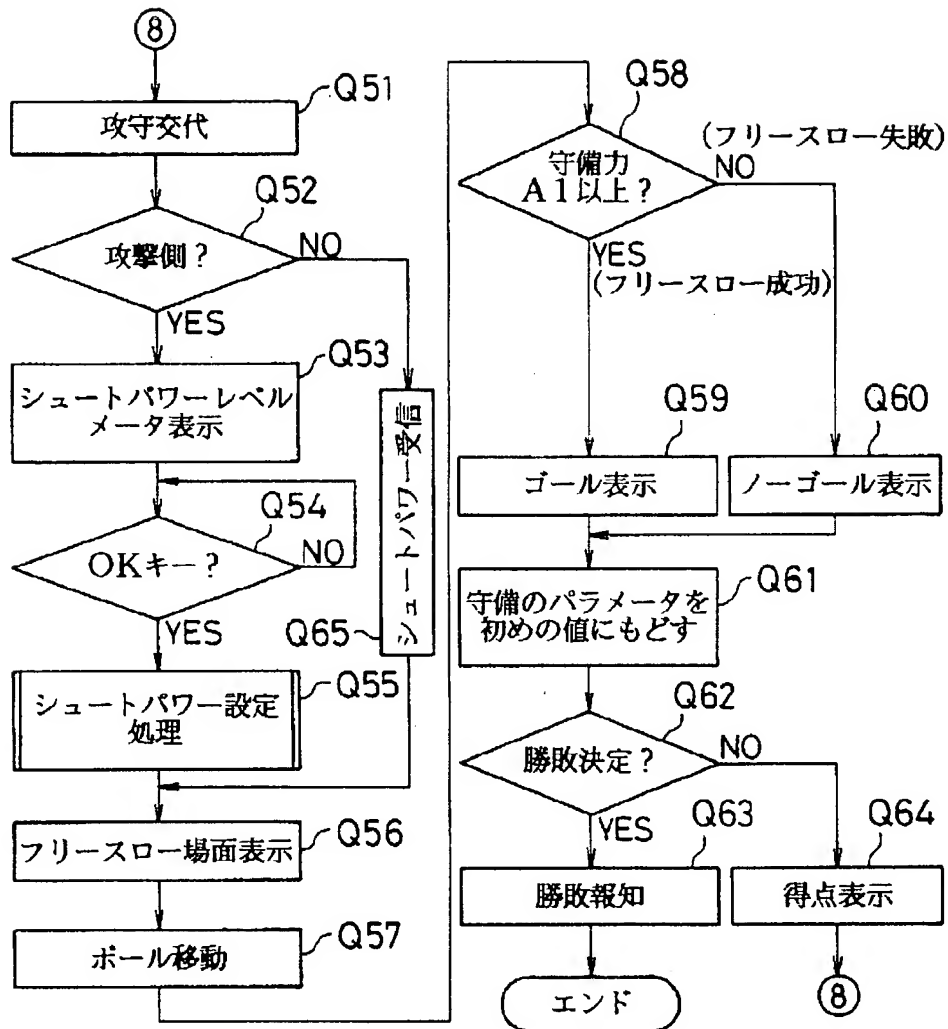 8
Q51
攻守交代
Q52
攻撃側?
NO
YES
Q53
シュートパワーレベル
メータ表示
Q54
OKキー?
NO
YES
Q55
シュートパワー設定
処理
Q65
シュートパワー受信
Q56
フリースロー場面表示
Q57
ボール移動
Q58
守備力
A1以上?
(フリースロー失敗)
NO
YES
(フリースロー成功)
Q59
ゴール表示
Q60
ノーゴール表示
Q61
守備のパラメータを
初めの値にもどす
Q62
勝敗決定?
NO
YES
Q63
勝敗報知
Q64
得点表示
エンド
8